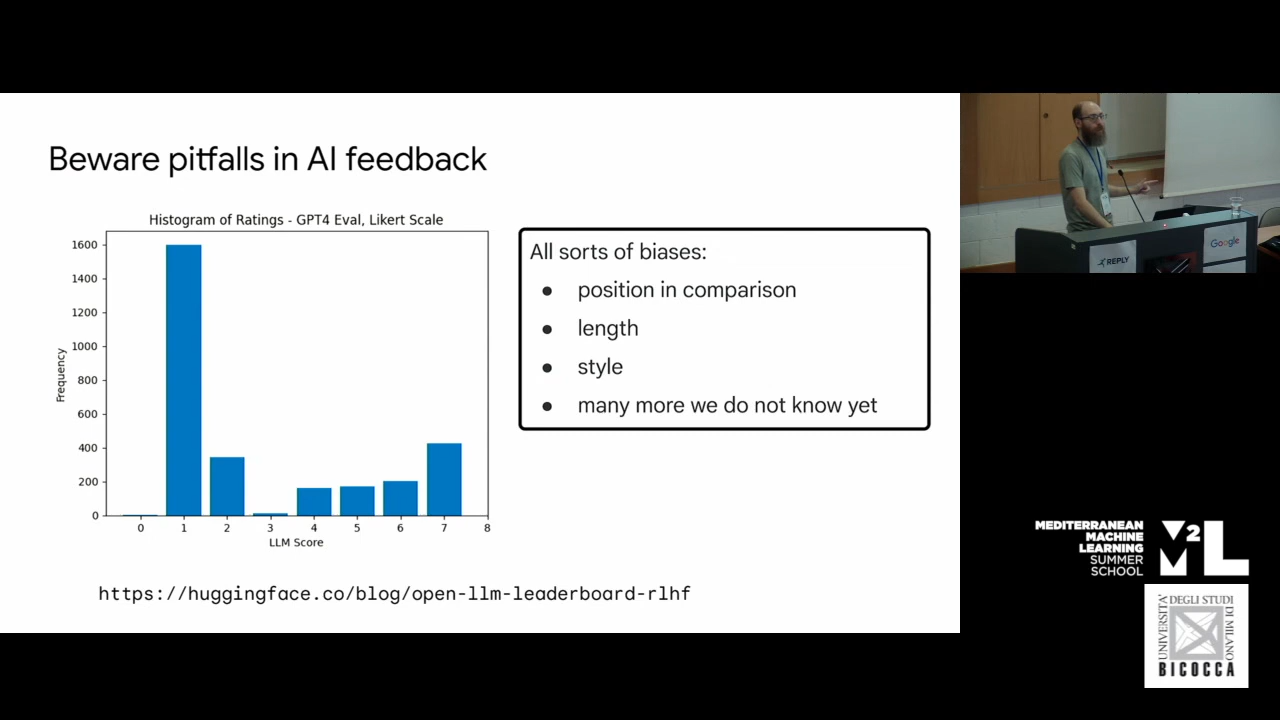 Beware pitfalls in AI feedback
Histogram of Ratings - GPT4 Eval, Likert Scale
1600
1400
1200
1000
800
600
400
200
0
Frequency
0 1 2 3 4 5 6 7 8
LLM Score
All sorts of biases:
● position in comparison
● length
● style
● many more we do not know yet
https://huggingface.co/blog/open-llm-leaderboard-rlhf
REPLY
Google
MEDITERRANEAN
MACHINE
LEARNING
SUMMER
SCHOOL
M2L
UNIVERSITÀ
DEGLI STUDI
DI MILANO
BICOCCA